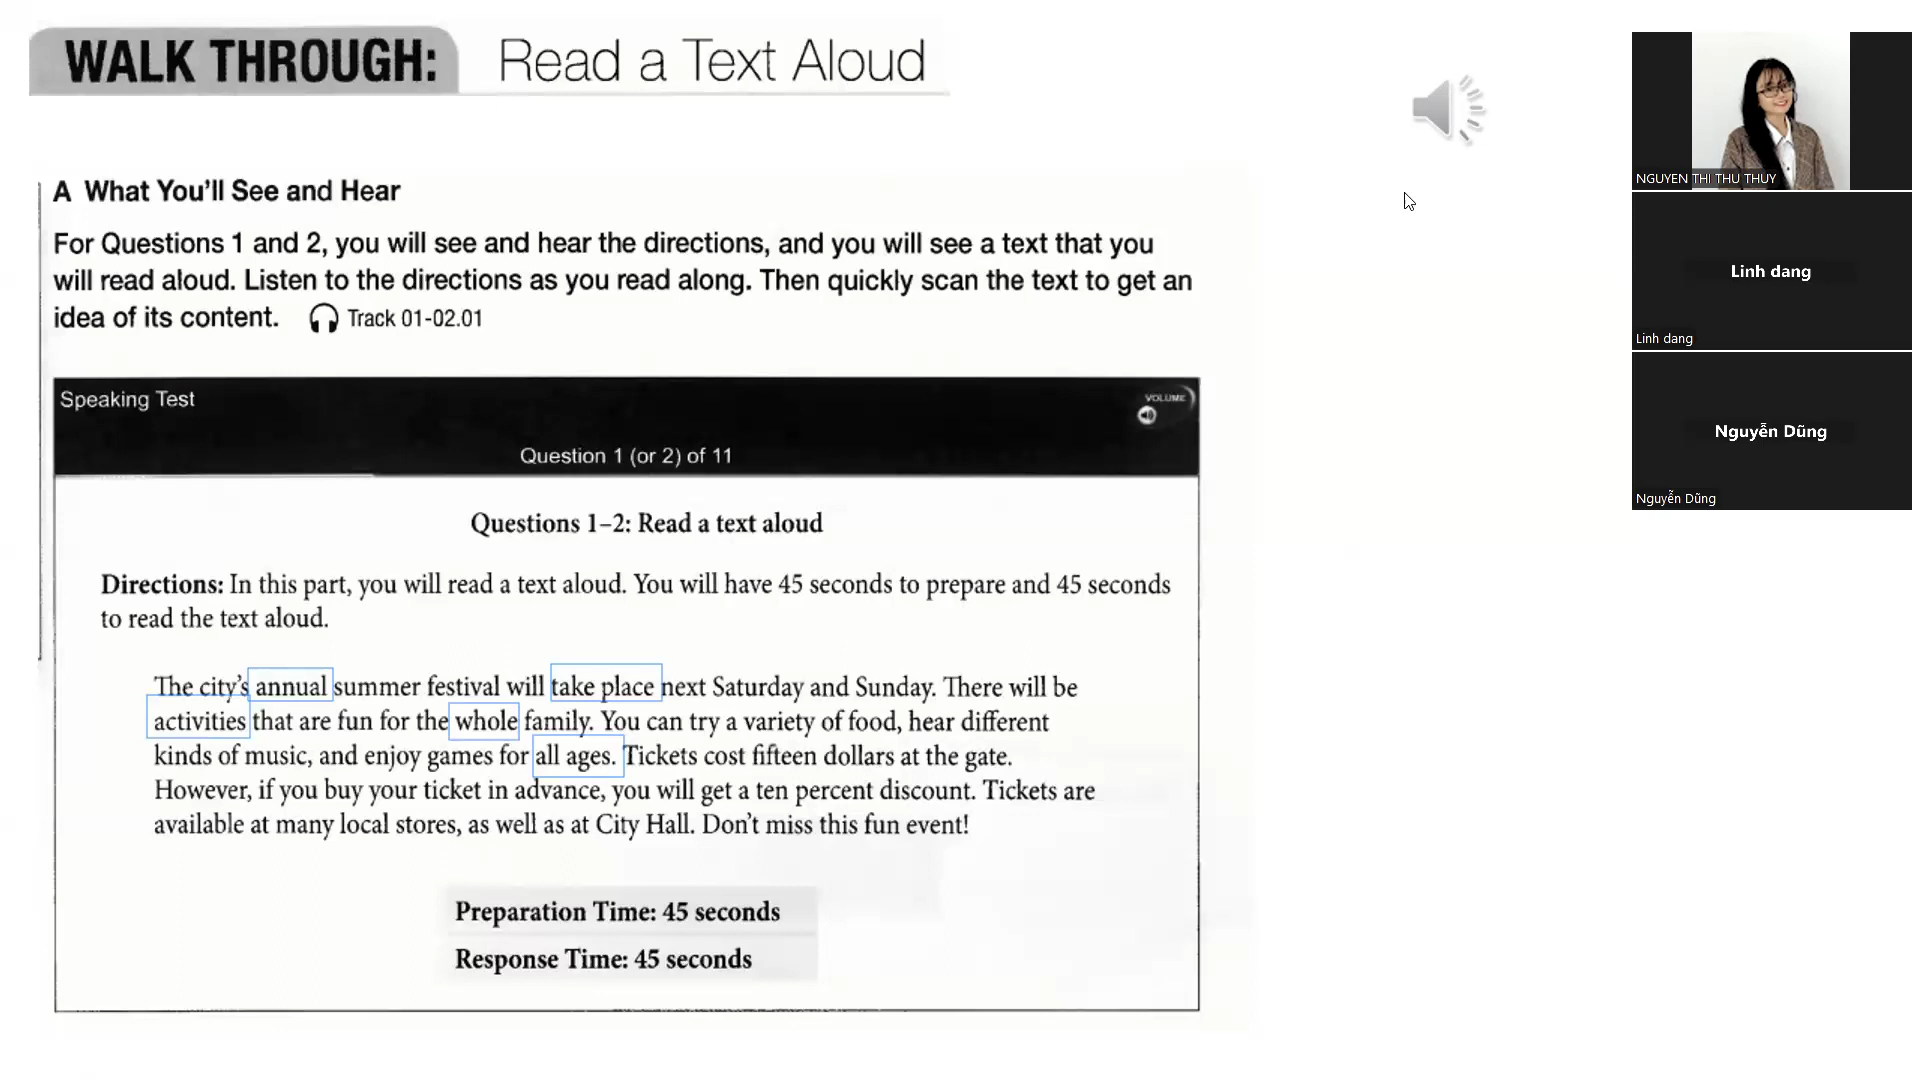 WALK THROUGH: Read a Text Aloud
A What You'll See and Hear
For Questions 1 and 2, you will see and hear the directions, and you will see a text that you
will read aloud. Listen to the directions as you read along. Then quickly scan the text to get an
idea of its content. Track 01-02.01
Speaking Test
VOLUME
Question 1 (or 2) of 11
Questions 1–2: Read a text aloud
Directions: In this part, you will read a text aloud. You will have 45 seconds to prepare and 45 seconds
to read the text aloud.
The city's annual summer festival will take place next Saturday and Sunday. There will be
activities that are fun for the whole family. You can try a variety of food, hear different
kinds of music, and enjoy games for all ages. Tickets cost fifteen dollars at the gate.
However, if you buy your ticket in advance, you will get a ten percent discount. Tickets are
available at many local stores, as well as at City Hall. Don't miss this fun event!
Preparation Time: 45 seconds
Response Time: 45 seconds
NGUYEN THI THU THUY
Linh dang
Linh dang
Nguyễn Dũng
Nguyễn Dũng